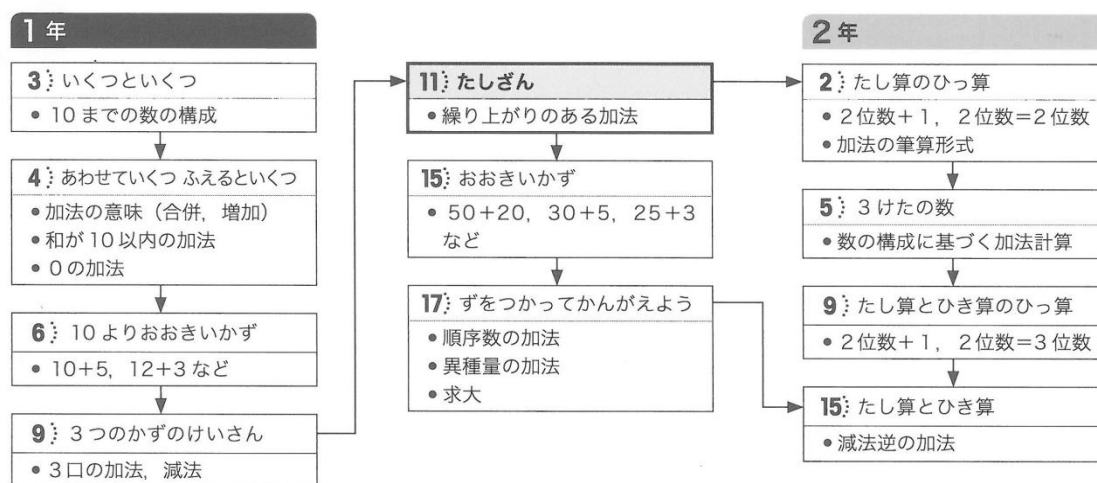 1年
3 いくつといくつ
• 10までの数の構成
4 あわせていくつ ふえるといくつ
• 加法の意味（合併，増加）
• 和が10以内の加法
• 0の加法
6 10よりおおきいかず
• 10+5，12+3など
9 3つのかずのけいさん
• 3口の加法，減法
11 たしざん
• 繰り上がりのある加法
15 おおきいかず
• 50+20，30+5，25+3
など
17 ずをつかってかんがえよう
• 順序数の加法
• 異種量の加法
• 求大
2年
2 たし算のひっ算
• 2位数+1，2位数=2位数
• 加法の筆算形式
5 3けたの数
• 数の構成に基づく加法計算
9 たし算とひき算のひっ算
• 2位数+1，2位数=3位数
15 たし算とひき算
• 減法逆の加法